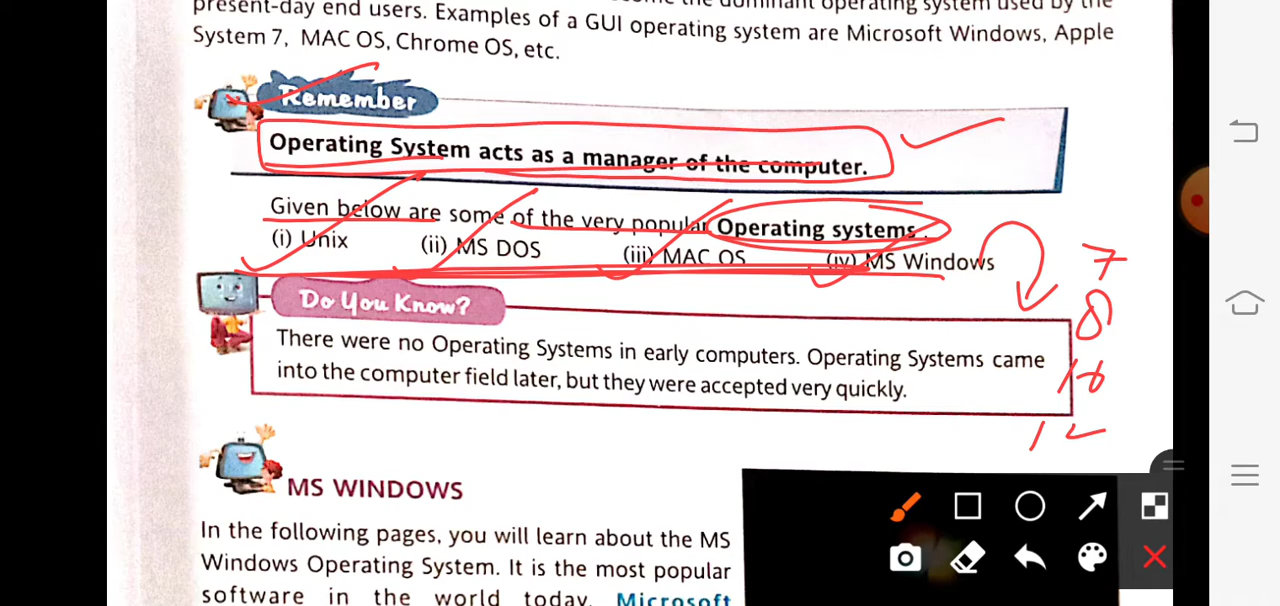 present-day end users. Examples of a GUI operating system are Microsoft Windows, Apple
System 7, MAC OS, Chrome OS, etc.
Remember
Operating System acts as a manager of the computer.
Given below are some of the very popular Operating systems.
(i) Unix (ii) MS DOS (iii) MAC OS (iv) MS Windows
7
8
10
12
Do You Know?
There were no Operating Systems in early computers. Operating Systems came
into the computer field later, but they were accepted very quickly.
MS WINDOWS
In the following pages, you will learn about the MS
Windows Operating System. It is the most popular
software in the world today. Microsoft